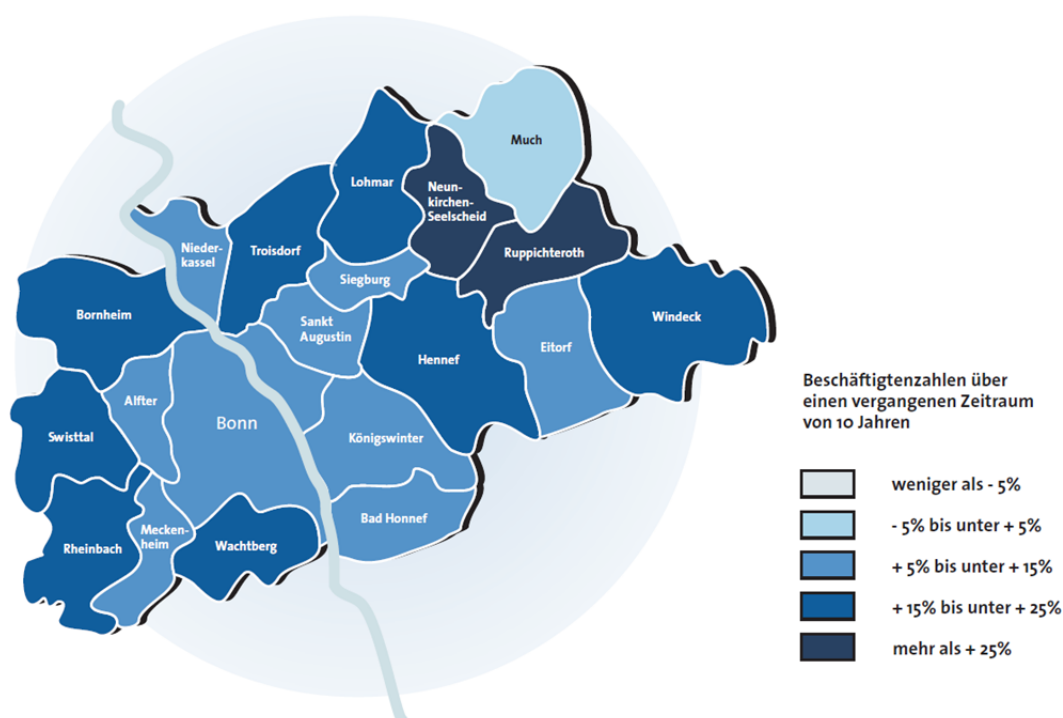 Much
Lohmar
Neun-
kirchen-
Seelscheid
Nieder-
kassel
Troisdorf
Ruppichteroth
Siegburg
Bornheim
Sankt
Augustin
Windeck
Hennef
Eitorf
Alfter
Bonn
Swisttal
Königswinter
Bad Honnef
Mecken-
heim
Rheinbach
Wachtberg
Beschäftigtenzahlen über
einen vergangenen Zeitraum
von 10 Jahren
weniger als - 5%
- 5% bis unter + 5%
+ 5% bis unter + 15%
+ 15% bis unter + 25%
mehr als + 25%